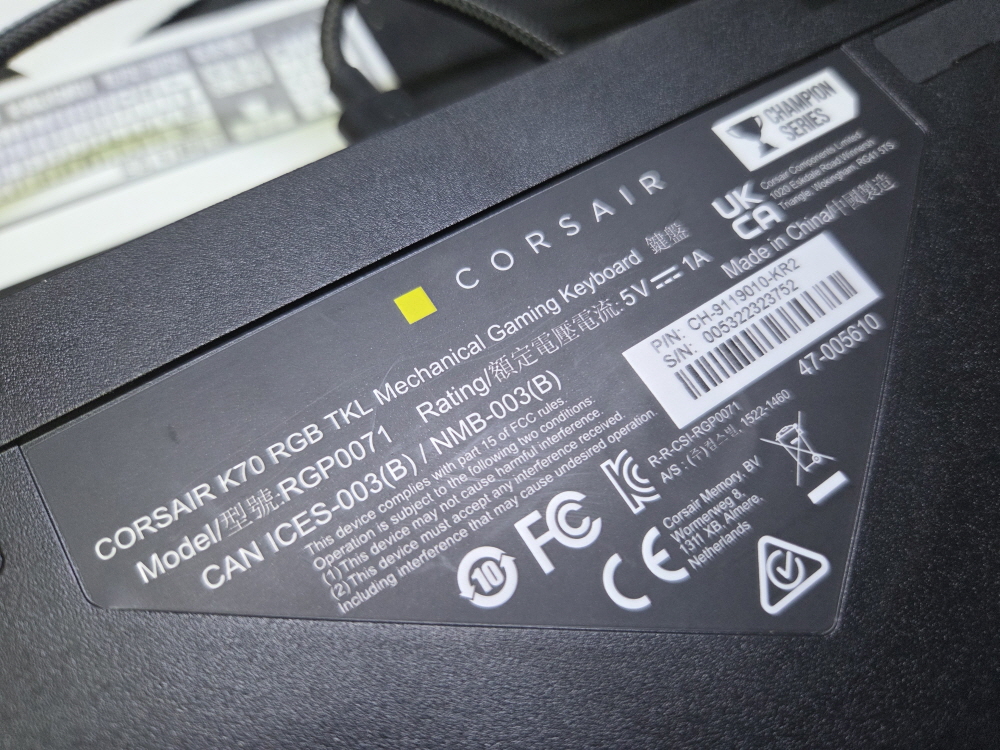 CHAMPION
SERIES
CORSAIR
UK
CA
Corsair Components Limited
1020 Eskdale Road Winnersh
Triangle, Wokingham, RG41 5TS
CORSAIR K70 RGB TKL Mechanical Gaming Keyboard 鍵盤
Made in China/中國製造
Model/型號:RGP0071 Rating/額定電壓電流:5V⎓1A
P/N: CH-9119010-KR2
S/N: 005322323752
47-005610
CAN ICES-003(B) / NMB-003(B)
This device complies with part 15 of FCC rules.
Operation is subject to the following two conditions:
(1)This device may not cause harmful interference.
(2)This device must accept any interference received.
Including interference that may cause undesired operation.
R-R-CSI-RGP0071
A/S : (주)컴스빌, 1522-1460
10
FC
CE
Corsair Memory, BV
Wormerweg 8,
1311 XB, Almere,
Netherlands